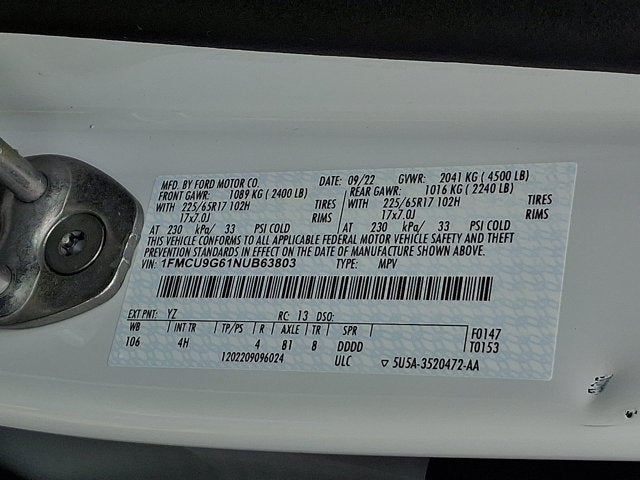 MFD. BY FORD MOTOR CO. DATE: 09/22 GVWR: 2041 KG ( 4500 LB)
FRONT GAWR: 1089 KG ( 2400 LB) REAR GAWR: 1016 KG ( 2240 LB)
WITH 225/65R17 102H TIRES WITH 225/65R17 102H TIRES
17x7.0J RIMS 17x7.0J RIMS
AT 230 kPa/ 33 PSI COLD AT 230 kPa/ 33 PSI COLD
THIS VEHICLE CONFORMS TO ALL APPLICABLE FEDERAL MOTOR VEHICLE SAFETY AND THEFT
PREVENTION STANDARDS IN EFFECT ON THE DATE OF MANUFACTURE SHOWN ABOVE.
VIN: 1FMCU9G61NUB63803 TYPE: MPV
EXT PNT: YZ RC: 13 DSO:
WB INT TR TP/PS R AXLE TR SPR F0147
106 4H 4 81 8 DDDD T0153
1202209096024 ULC ▽ 5U5A-3520472-AA